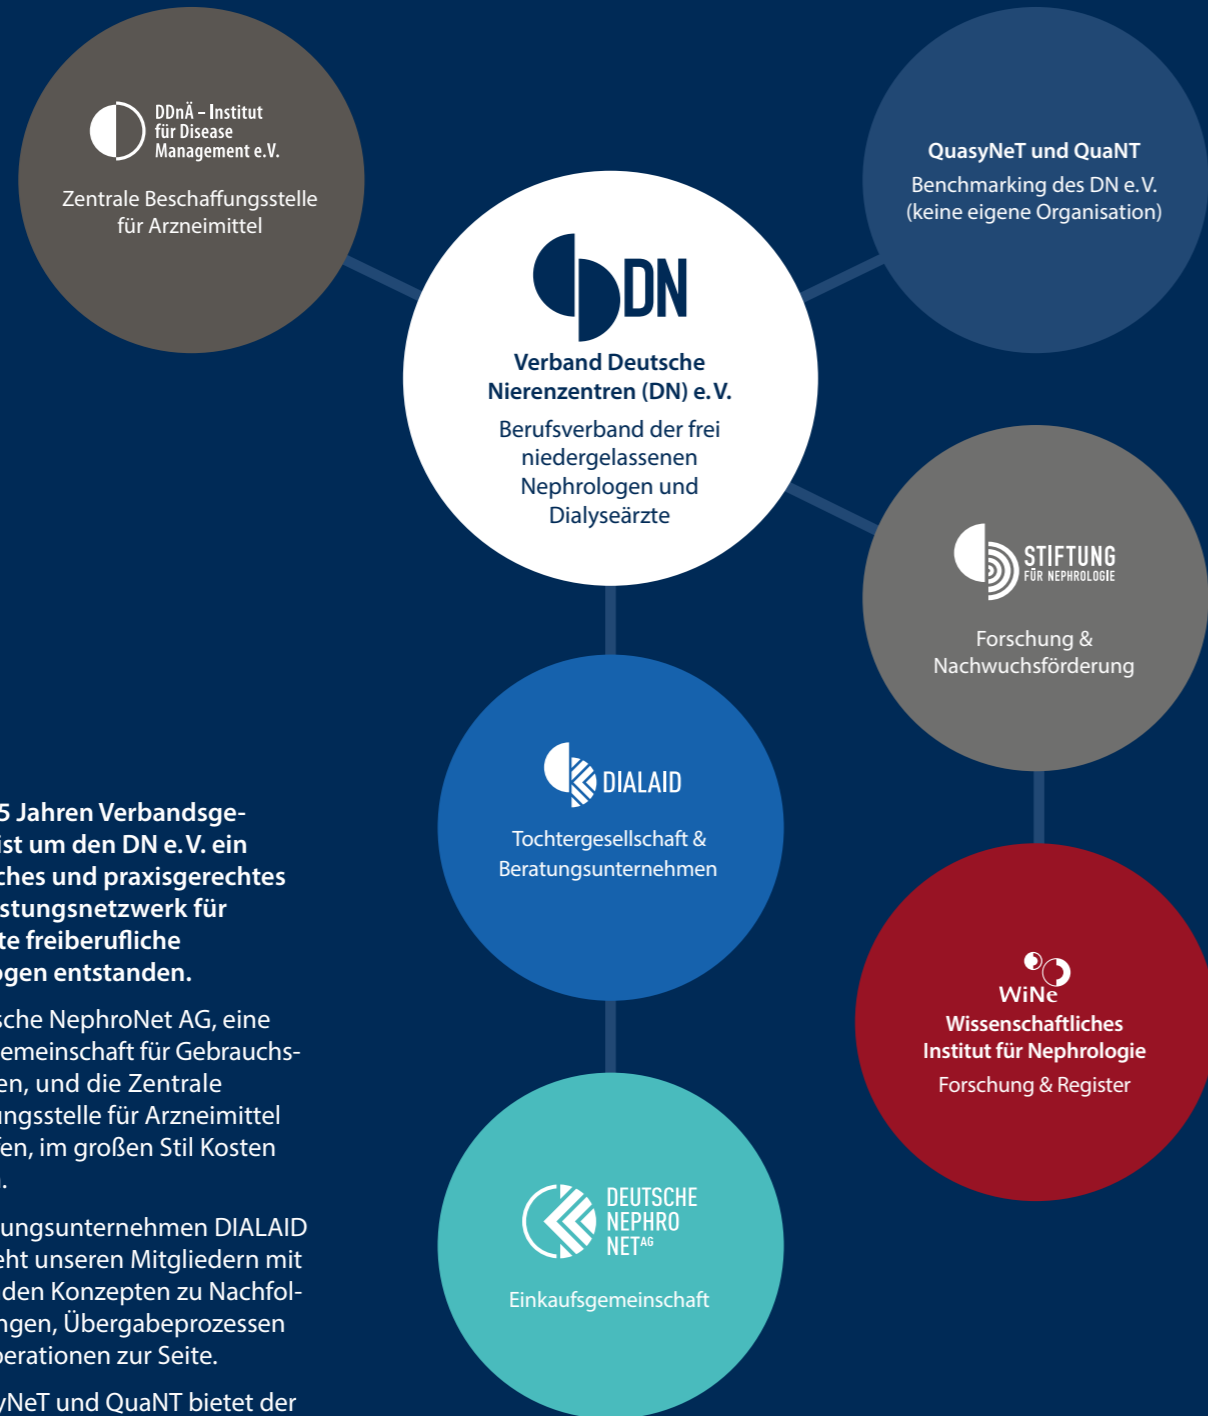 DDnÄ – Institut
für Disease
Management e.V.
Zentrale Beschaffungsstelle
für Arzneimittel
QuasyNeT und QuaNT
Benchmarking des DN e.V.
(keine eigene Organisation)
DN
Verband Deutsche
Nierenzentren (DN) e.V.
Berufsverband der frei
niedergelassenen
Nephrologen und
Dialyseärzte
STIFTUNG
FÜR NEPHROLOGIE
Forschung &
Nachwuchsförderung
DIALAID
Tochtergesellschaft &
Beratungsunternehmen
WiNe
Wissenschaftliches
Institut für Nephrologie
Forschung & Register
DEUTSCHE
NEPHRO
NET AG
Einkaufsgemeinschaft
5 Jahren Verbandsge-
ist um den DN e.V. ein
ches und praxisgerechtes
stungsnetzwerk für
te freiberufliche
ogen entstanden.
sche NephroNet AG, eine
emeinschaft für Gebrauchs-
en, und die Zentrale
ungsstelle für Arzneimittel
fen, im großen Stil Kosten
.
ungsunternehmen DIALAID
eht unseren Mitgliedern mit
den Konzepten zu Nachfol-
ngen, Übergabeprozessen
perationen zur Seite.
yNeT und QuaNT bietet der